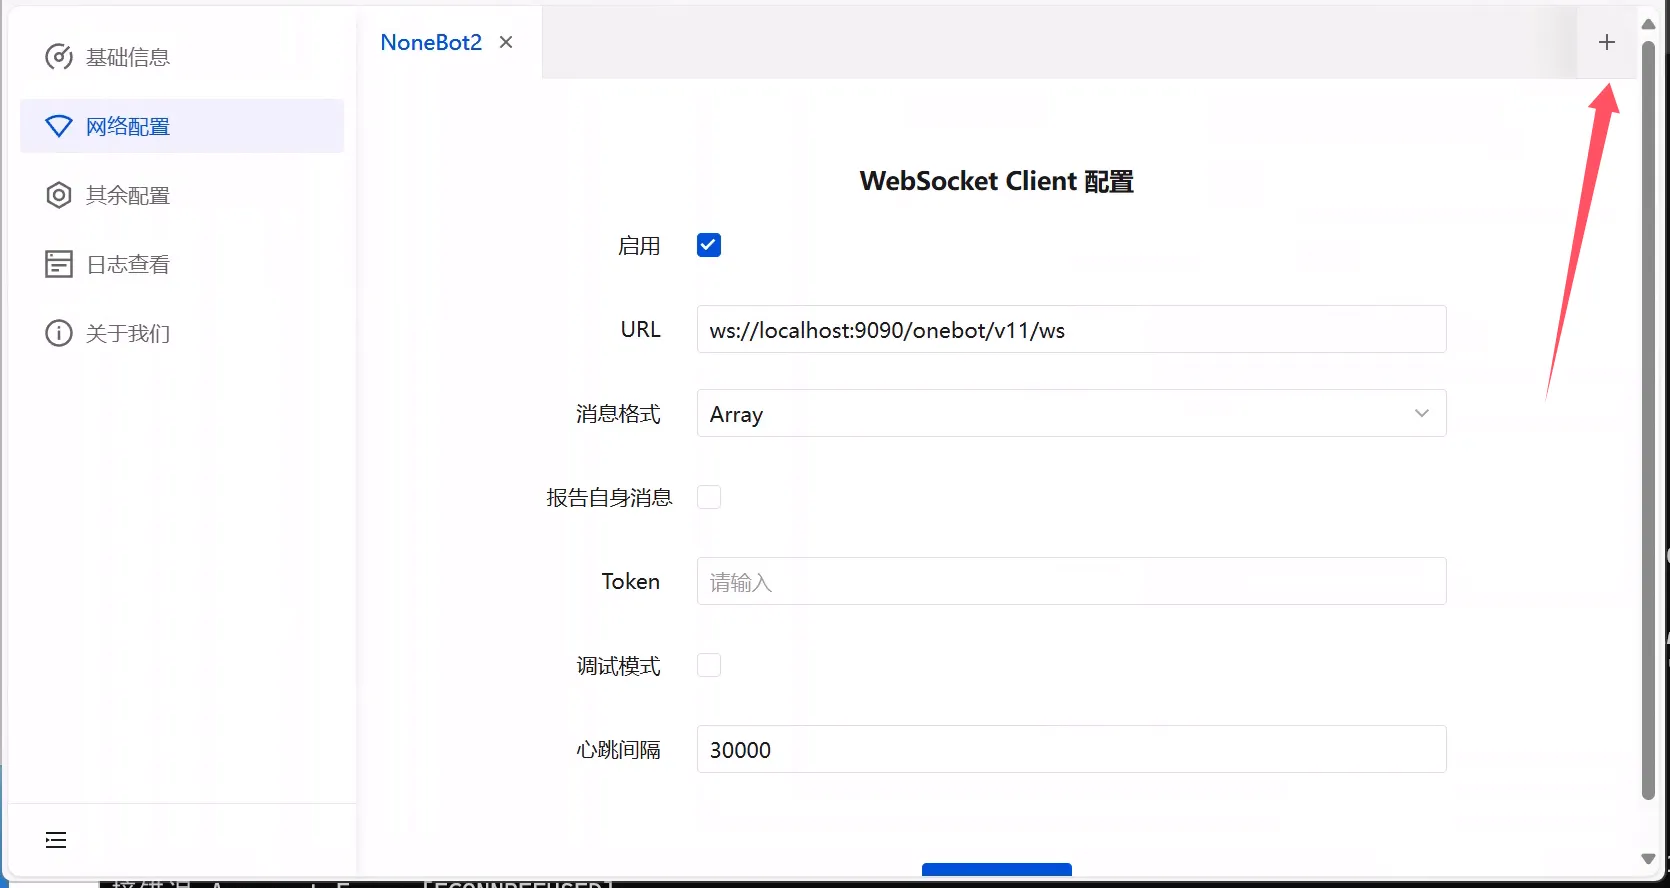 基础信息
网络配置
其余配置
日志查看
关于我们
NoneBot2
WebSocket Client 配置
启用
URL ws://localhost:9090/onebot/v11/ws
消息格式 Array
报告自身消息
Token 请输入
调试模式
心跳间隔 30000